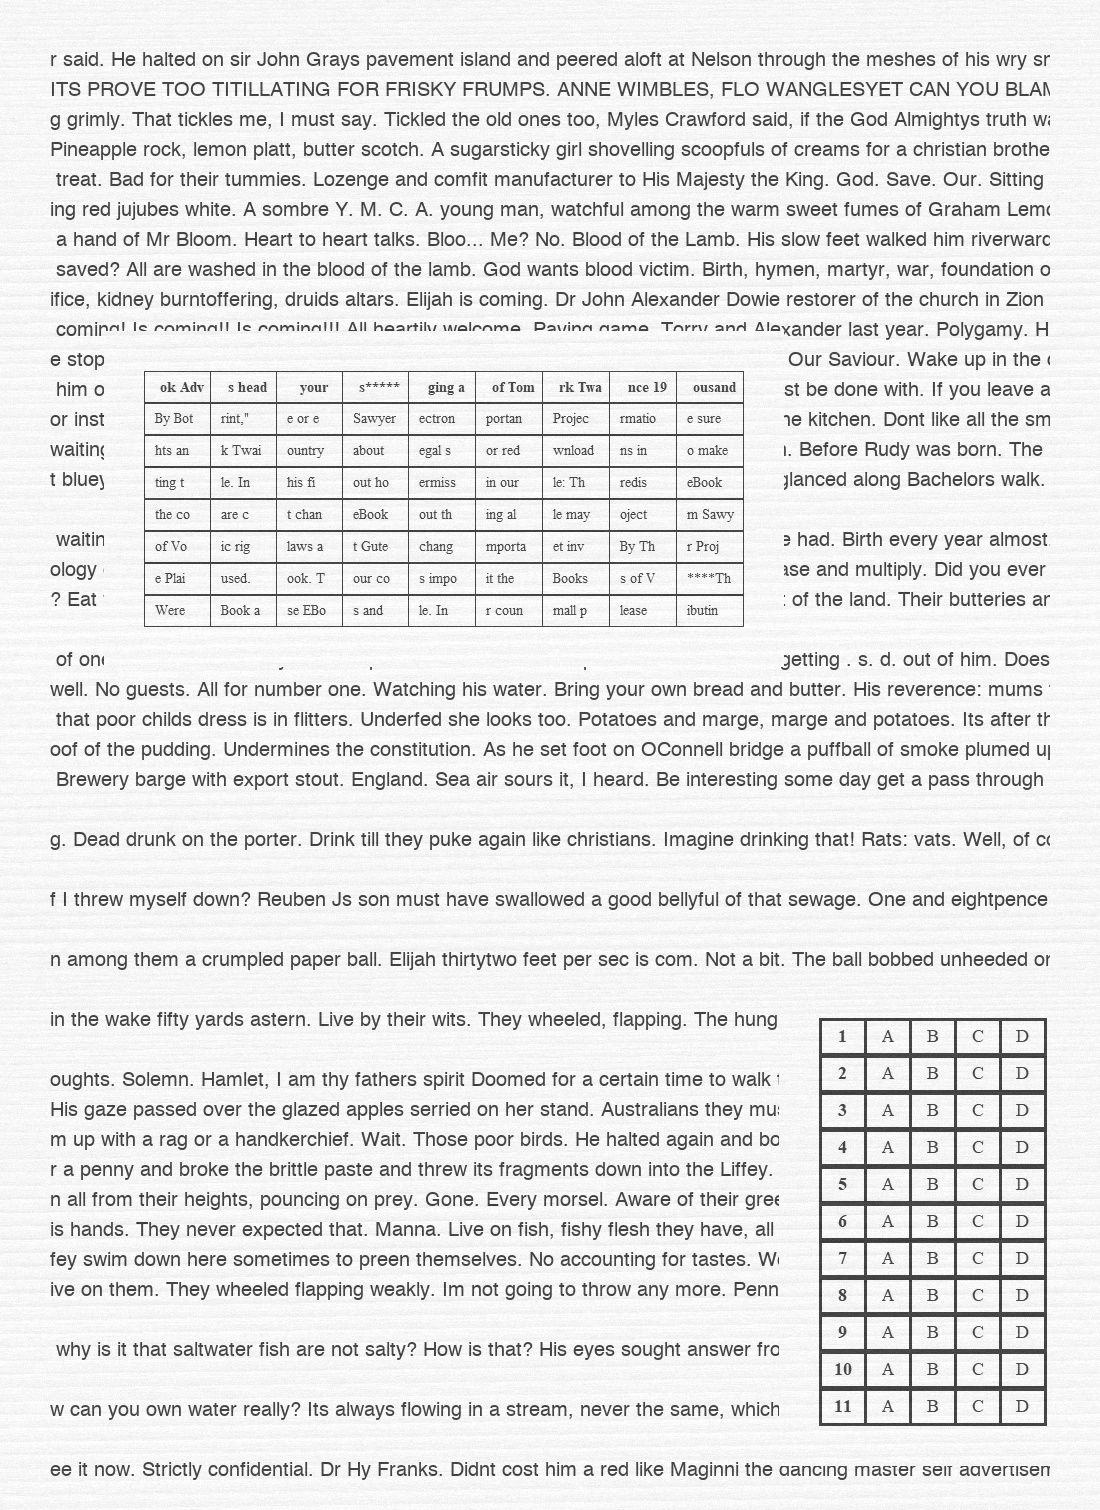 r said. He halted on sir John Grays pavement island and peered aloft at Nelson through the meshes of his wry
ITS PROVE TOO TITILLATING FOR FRISKY FRUMPS. ANNE WIMBLES, FLO WANGLESYET CAN YOU BLAM
g grimly. That tickles me, I must say. Tickled the old ones too, Myles Crawford said, if the God Almightys truth
Pineapple rock, lemon platt, butter scotch. A sugarsticky girl shovelling scoopfuls of creams for a christian brothe
treat. Bad for their tummies. Lozenge and comfit manufacturer to His Majesty the King. God. Save. Our. Sitting
ing red jujubes white. A sombre Y. M. C. A. young man, watchful among the warm sweet fumes of Graham Lem
a hand of Mr Bloom. Heart to heart talks. Bloo... Me? No. Blood of the Lamb. His slow feet walked him riverward
saved? All are washed in the blood of the lamb. God wants blood victim. Birth, hymen, martyr, war, foundation o
ifice, kidney burntoffering, druids altars. Elijah is coming. Dr John Alexander Dowie restorer of the church in Zion
coming! Is coming!! Is coming!!! All heartily welcome. Paying game. Torry and Alexander last year. Polygamy. H
e stop Our Saviour. Wake up in the
him o st be done with. If you leave a
or inst he kitchen. Dont like all the sm
waiting . Before Rudy was born. The
t bluey glanced along Bachelors walk.
waitin e had. Birth every year almost.
ology ase and multiply. Did you ever
? Eat of the land. Their butteries an
of one getting . s. d. out of him. Does
ok Adv s head your s***** ging a of Tom rk Twa nce 19 ousand
By Bot rint," e or e Sawyer ectron portan Projec rmatio e sure
hts an k Twai ountry about egal s or red wnload ns in o make
ting t le. In his fi out ho ermiss in our le: Th redis eBook
the co are c t chan eBook out th ing al le may oject m Sawy
of Vo ic rig laws a t Gute chang mporta et inv By Th r Proj
e Plai used. ook. T our co s impo it the Books s of V ****Th
Were Book a se EBo s and le. In r coun mall p lease ibutin
well. No guests. All for number one. Watching his water. Bring your own bread and butter. His reverence: mums
that poor childs dress is in flitters. Underfed she looks too. Potatoes and marge, marge and potatoes. Its after th
oof of the pudding. Undermines the constitution. As he set foot on OConnell bridge a puffball of smoke plumed up
Brewery barge with export stout. England. Sea air sours it, I heard. Be interesting some day get a pass through
g. Dead drunk on the porter. Drink till they puke again like christians. Imagine drinking that! Rats: vats. Well, of co
f I threw myself down? Reuben Js son must have swallowed a good bellyful of that sewage. One and eightpence
n among them a crumpled paper ball. Elijah thirtytwo feet per sec is com. Not a bit. The ball bobbed unheeded on
in the wake fifty yards astern. Live by their wits. They wheeled, flapping. The hung
oughts. Solemn. Hamlet, I am thy fathers spirit Doomed for a certain time to walk
His gaze passed over the glazed apples serried on her stand. Australians they mus
m up with a rag or a handkerchief. Wait. Those poor birds. He halted again and bo
r a penny and broke the brittle paste and threw its fragments down into the Liffey.
n all from their heights, pouncing on prey. Gone. Every morsel. Aware of their gree
is hands. They never expected that. Manna. Live on fish, fishy flesh they have, all
fey swim down here sometimes to preen themselves. No accounting for tastes. W
ive on them. They wheeled flapping weakly. Im not going to throw any more. Penn
why is it that saltwater fish are not salty? How is that? His eyes sought answer fro
w can you own water really? Its always flowing in a stream, never the same, which
1 A B C D
2 A B C D
3 A B C D
4 A B C D
5 A B C D
6 A B C D
7 A B C D
8 A B C D
9 A B C D
10 A B C D
11 A B C D
ee it now. Strictly confidential. Dr Hy Franks. Didnt cost him a red like Maginni the dancing master self advertisem